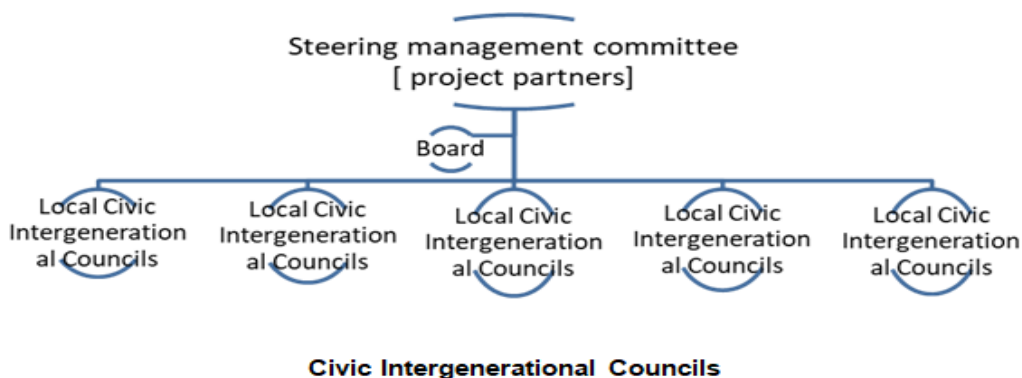 Steering management committee
[ project partners]
Board
Local Civic
Intergeneration
al Councils
Local Civic
Intergeneration
al Councils
Local Civic
Intergeneration
al Councils
Local Civic
Intergeneration
al Councils
Local Civic
Intergeneration
al Councils
Civic Intergenerational Councils